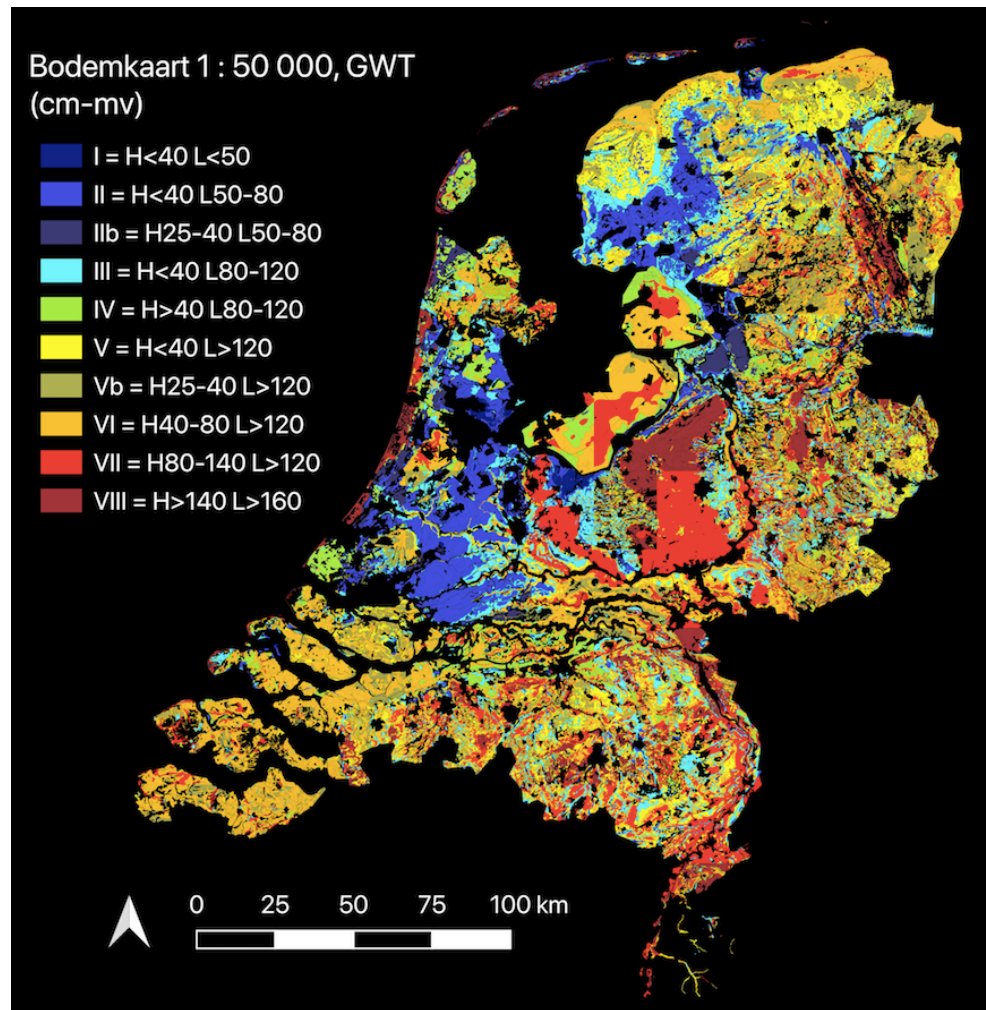 Bodemkaart 1 : 50 000, GWT
(cm-mv)
I = H<40 L<50
II = H<40 L50-80
IIb = H25-40 L50-80
III = H<40 L80-120
IV = H>40 L80-120
V = H<40 L>120
Vb = H25-40 L>120
VI = H40-80 L>120
VII = H80-140 L>120
VIII = H>140 L>160
0 25 50 75 100 km